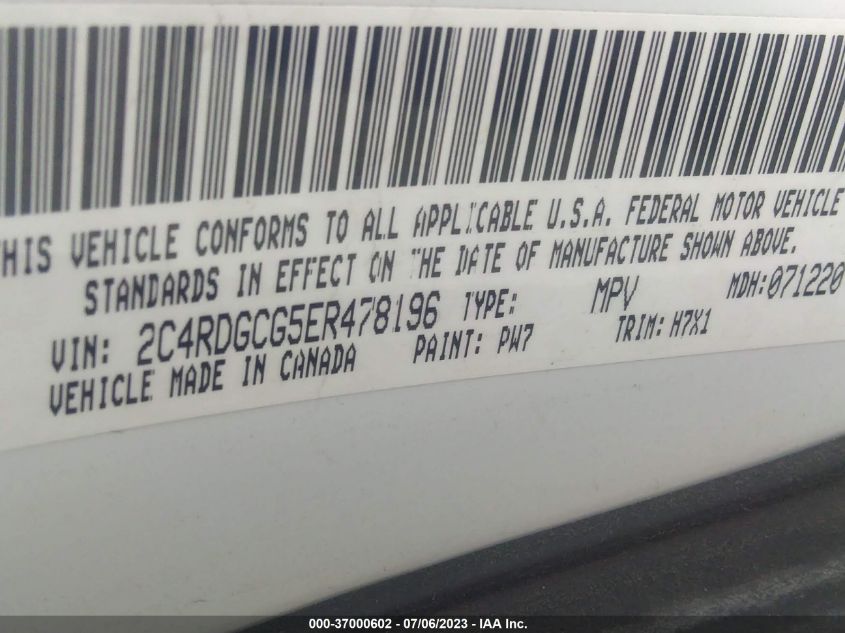 THIS VEHICLE CONFORMS TO ALL APPLICABLE U.S.A. FEDERAL MOTOR VEHICLE
STANDARDS IN EFFECT ON THE DATE OF MANUFACTURE SHOWN ABOVE.
VIN: 2C4RDGCG5ER478196 TYPE: MPV MDH:071220
VEHICLE MADE IN CANADA PAINT: PW7 TRIM: H7X1
000-37000602 - 07/06/2023 - IAA Inc.